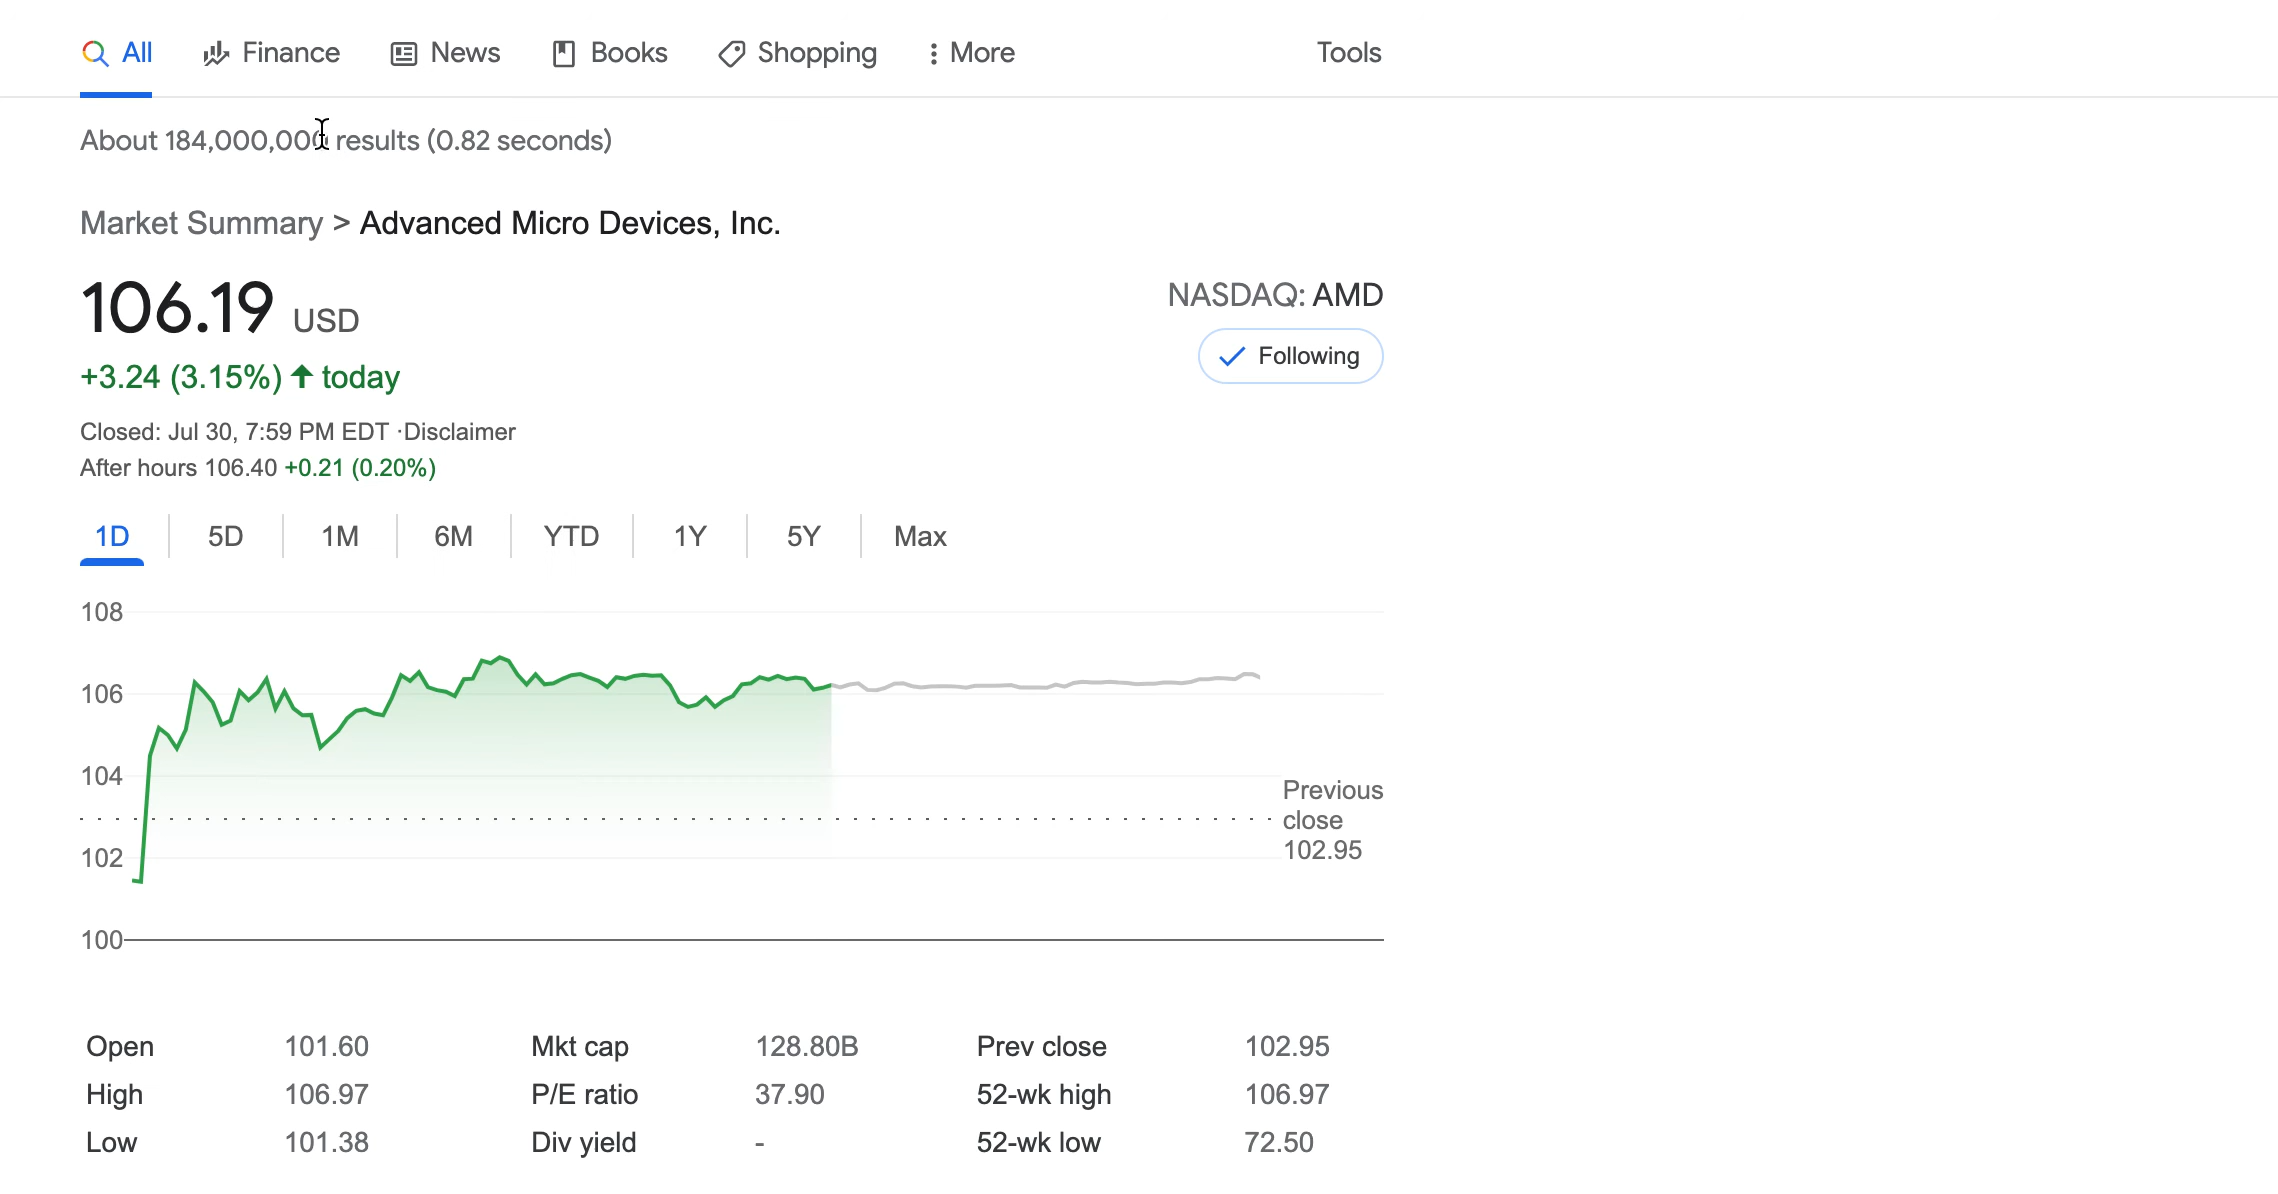 All Finance News Books Shopping More Tools
About 184,000,000 results (0.82 seconds)
Market Summary > Advanced Micro Devices, Inc.
106.19 USD
NASDAQ: AMD
Following
+3.24 (3.15%) today
Closed: Jul 30, 7:59 PM EDT ·Disclaimer
After hours 106.40 +0.21 (0.20%)
1D 5D 1M 6M YTD 1Y 5Y Max
108
106
104
Previous
close
102.95
102
100
Open 101.60 Mkt cap 128.80B Prev close 102.95
High 106.97 P/E ratio 37.90 52-wk high 106.97
Low 101.38 Div yield - 52-wk low 72.50